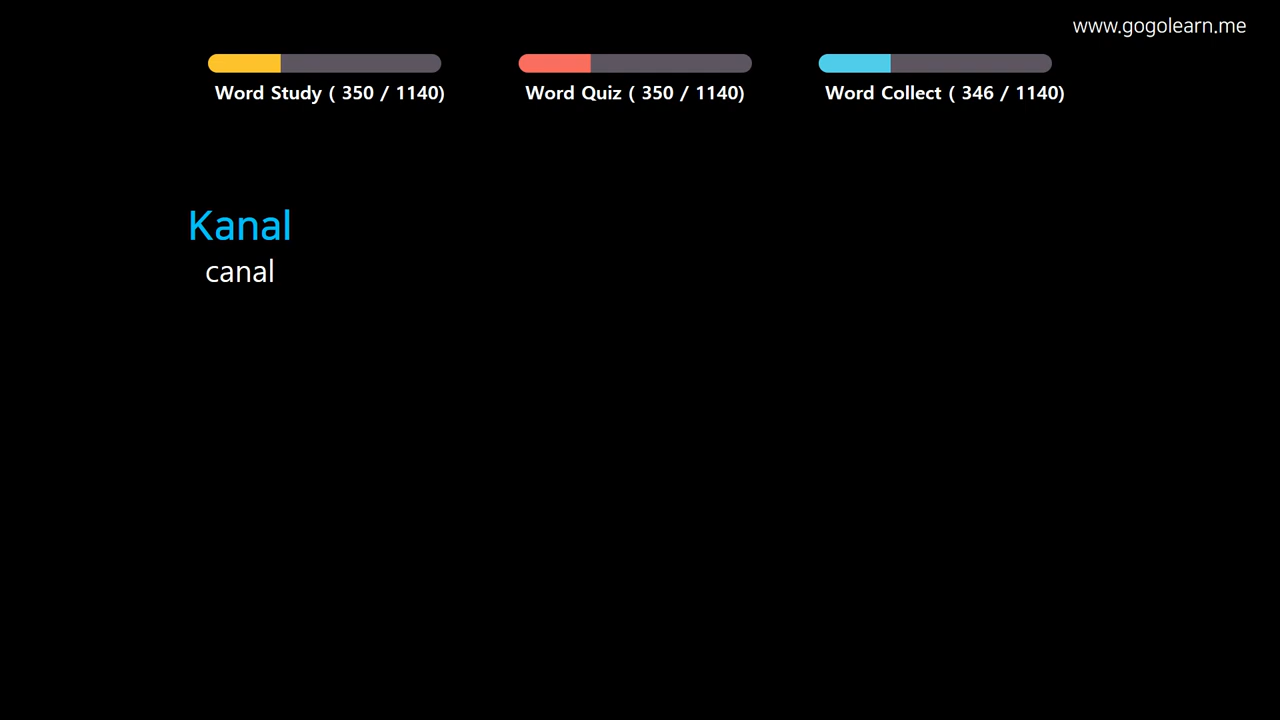 www.gogolearn.me
Word Study ( 350 / 1140)
Word Quiz ( 350 / 1140)
Word Collect ( 346 / 1140)
Kanal
canal